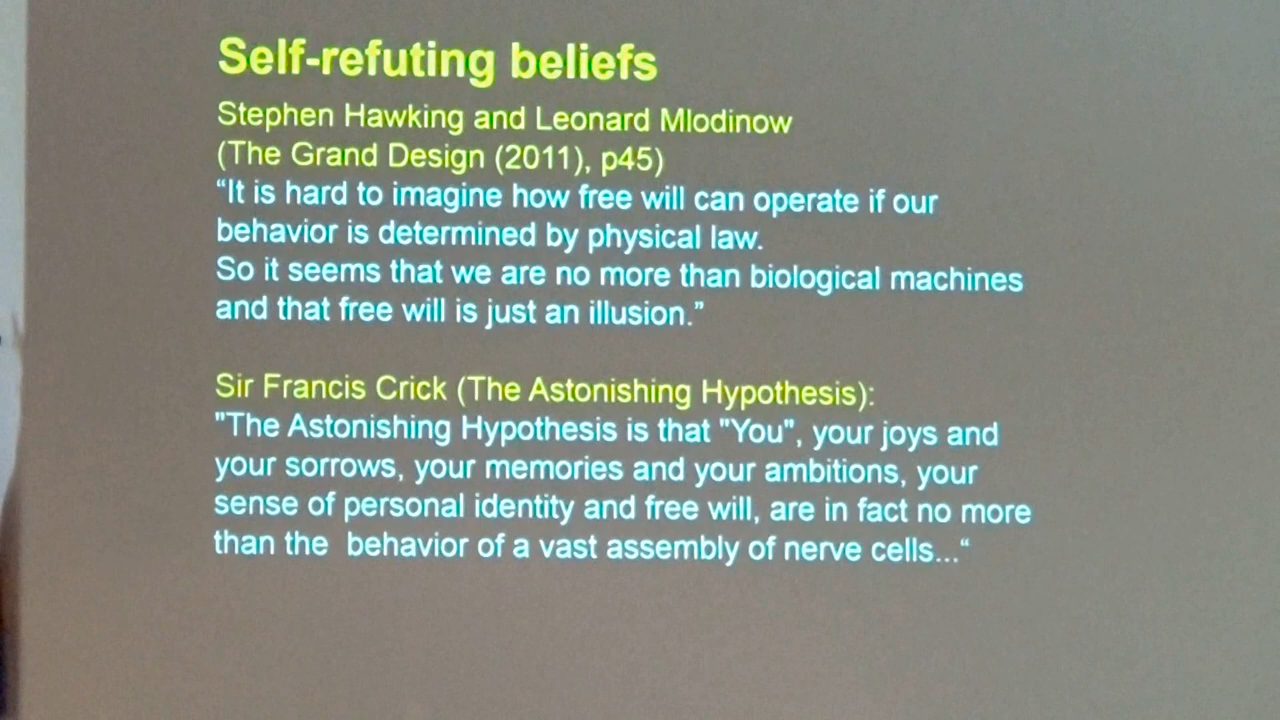 Self-refuting beliefs
Stephen Hawking and Leonard Mlodinow
(The Grand Design (2011), p45)
“It is hard to imagine how free will can operate if our
behavior is determined by physical law.
So it seems that we are no more than biological machines
and that free will is just an illusion.”
Sir Francis Crick (The Astonishing Hypothesis):
"The Astonishing Hypothesis is that "You", your joys and
your sorrows, your memories and your ambitions, your
sense of personal identity and free will, are in fact no more
than the  behavior of a vast assembly of nerve cells...“